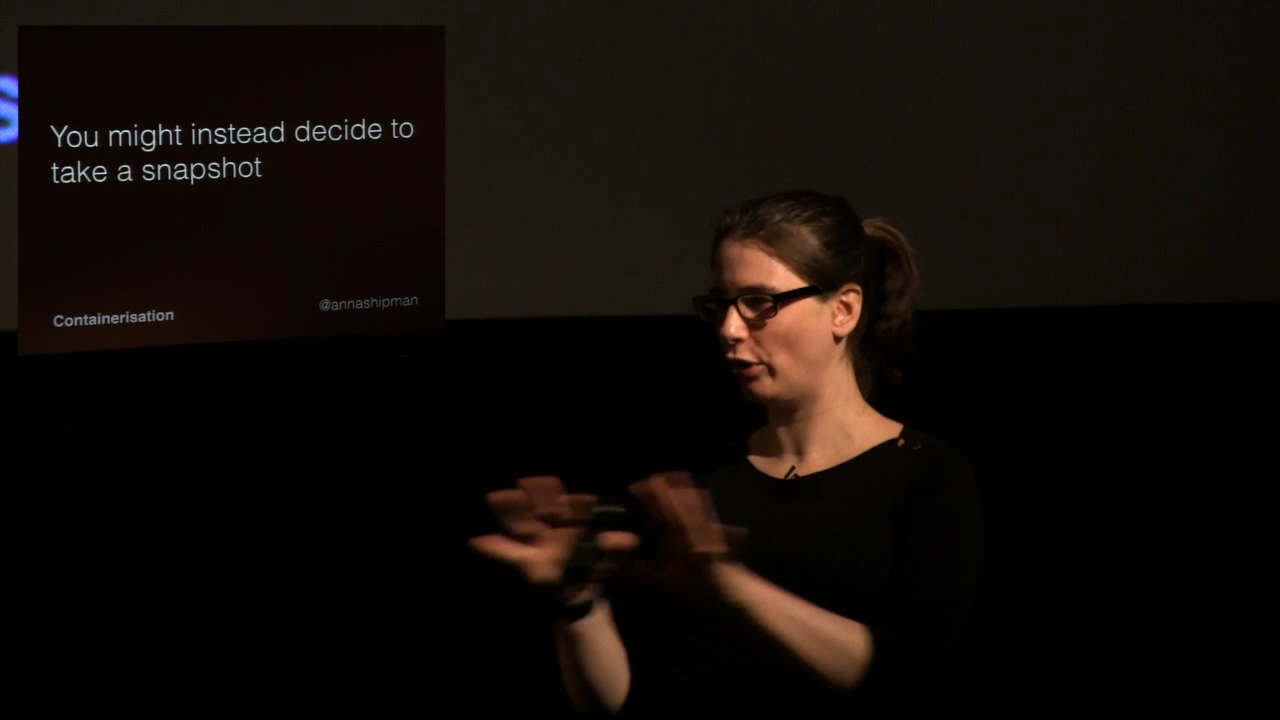 You might instead decide to
take a snapshot
@annashipman
Containerisation